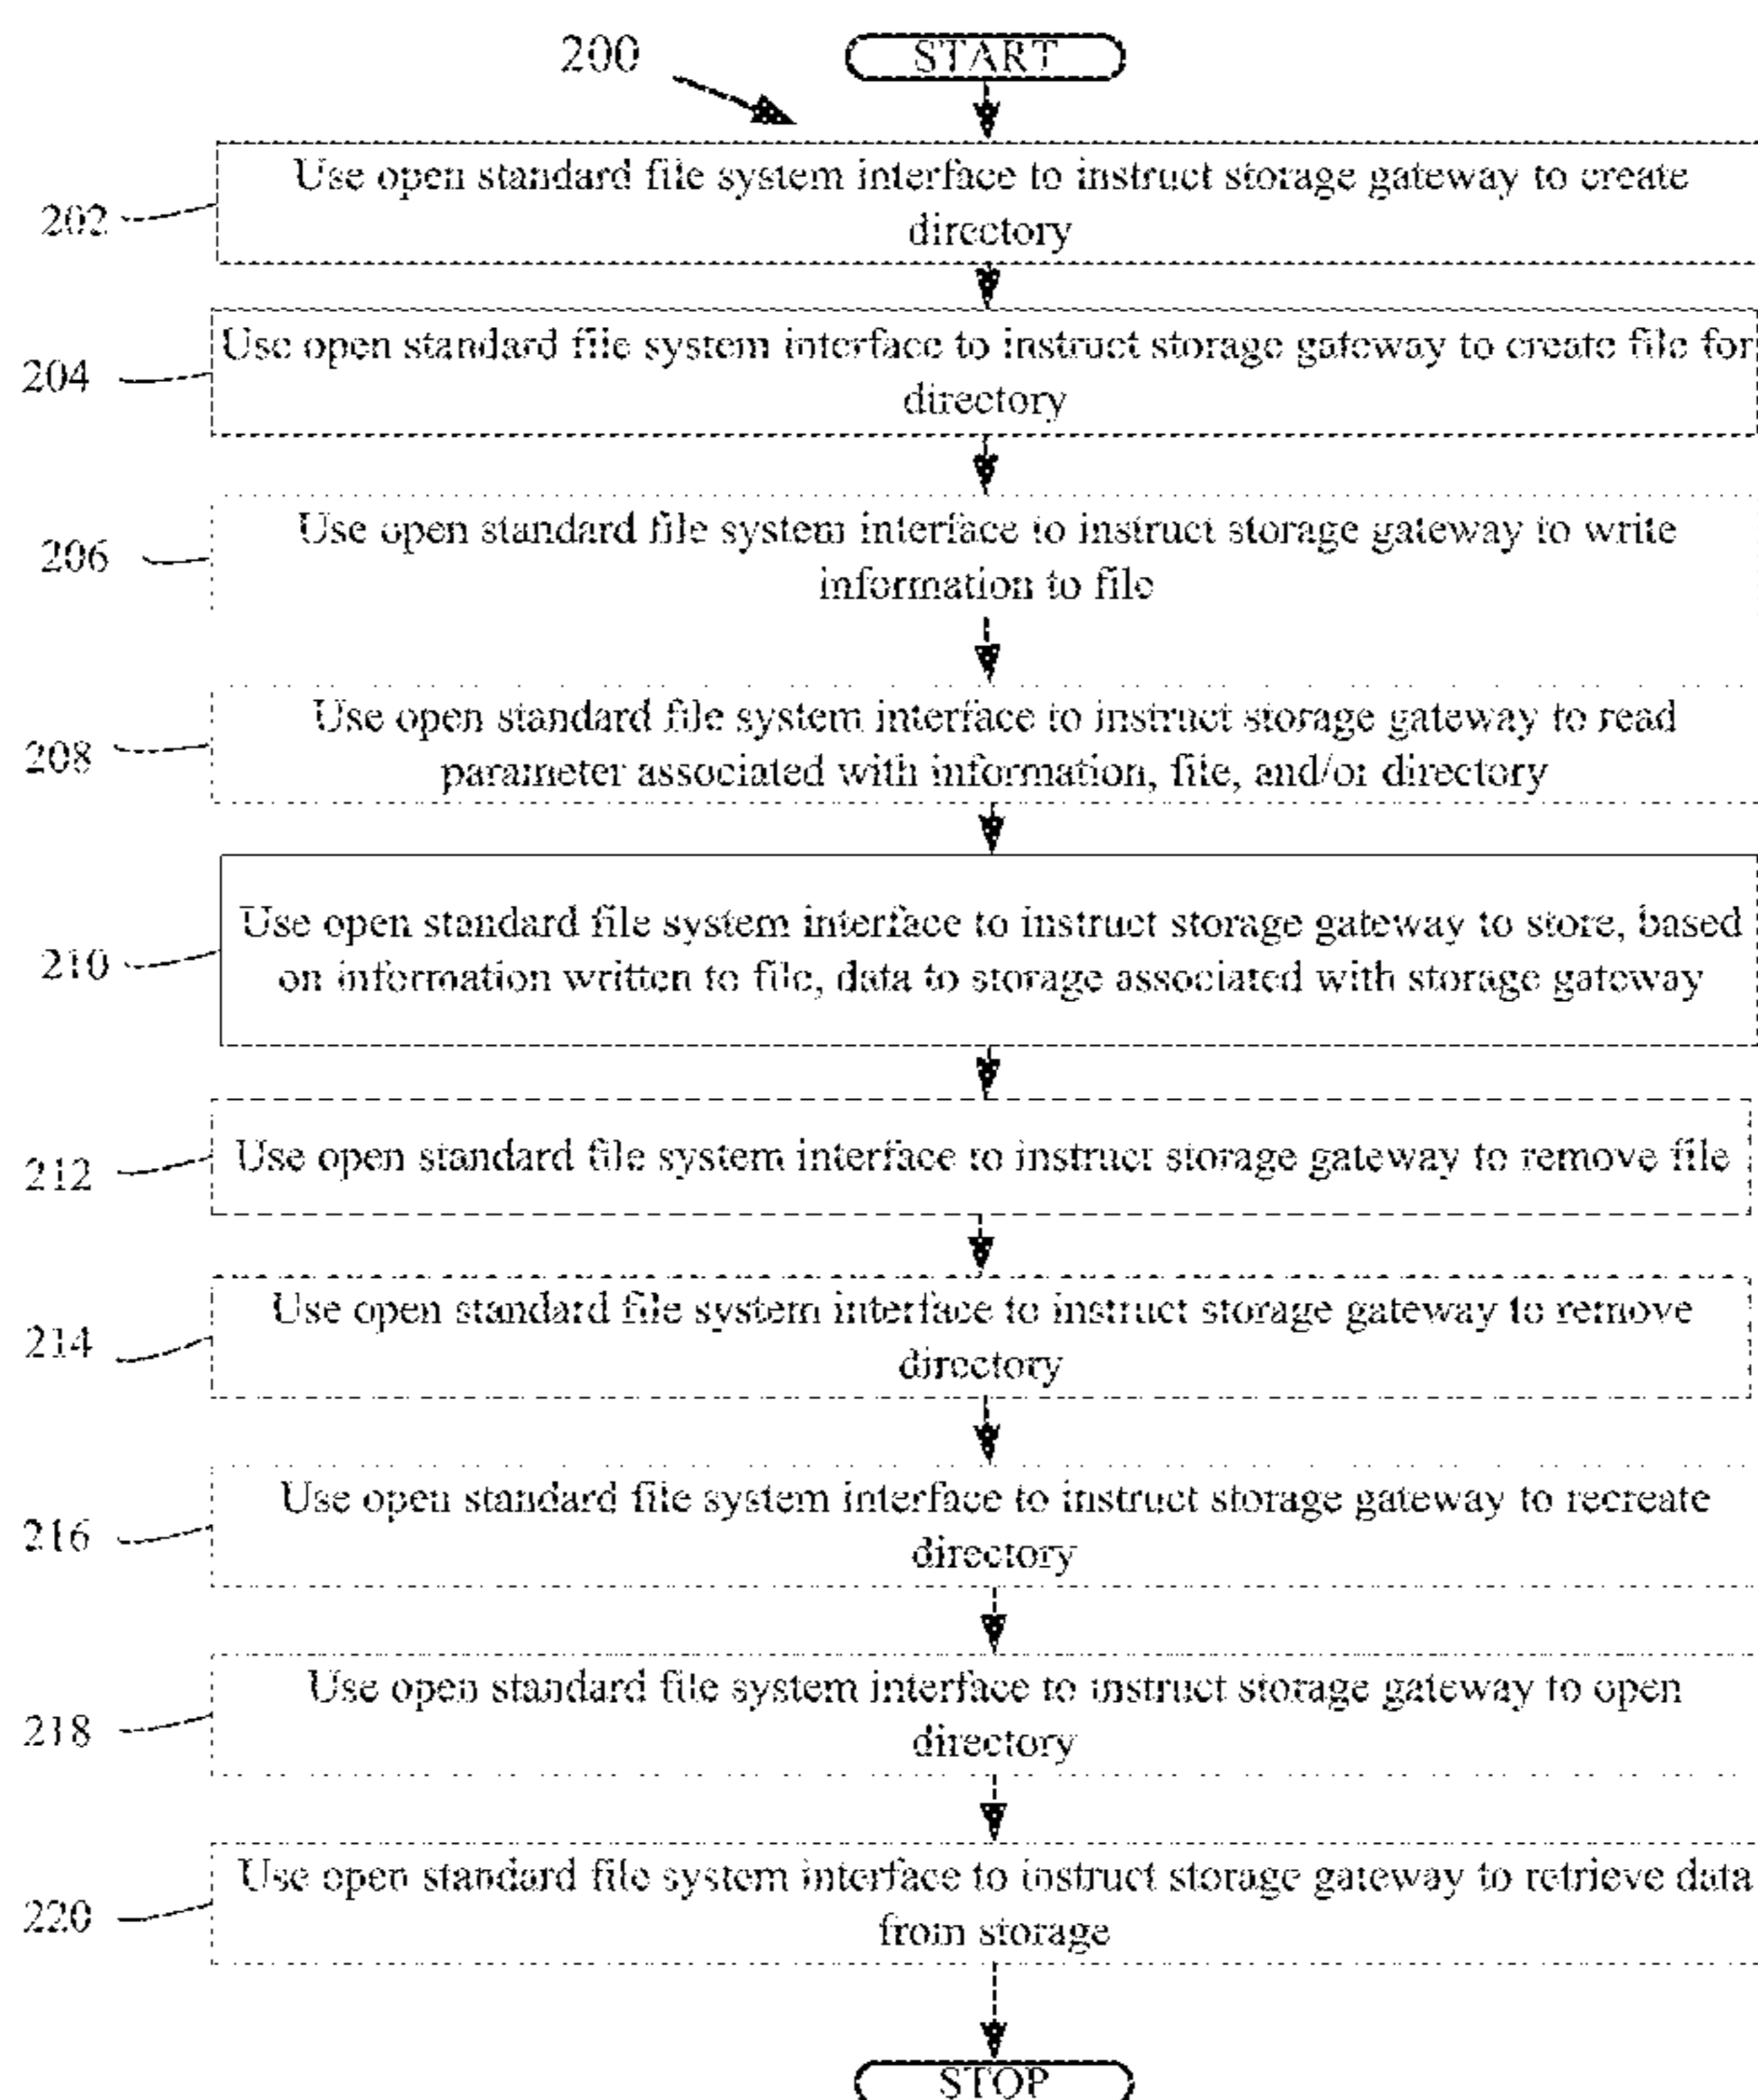 200
START
202
Use open standard file system interface to instruct storage gateway to create
directory
204
Use open standard file system interface to instruct storage gateway to create file for
directory
206
Use open standard file system interface to instruct storage gateway to write
information to file
208
Use open standard file system interface to instruct storage gateway to read
parameter associated with information, file, and/or directory
210
Use open standard file system interface to instruct storage gateway to store, based
on information written to file, data to storage associated with storage gateway
212
Use open standard file system interface to instruct storage gateway to remove file
214
Use open standard file system interface to instruct storage gateway to remove
directory
216
Use open standard file system interface to instruct storage gateway to recreate
directory
218
Use open standard file system interface to instruct storage gateway to open
directory
220
Use open standard file system interface to instruct storage gateway to retrieve data
from storage
STOP